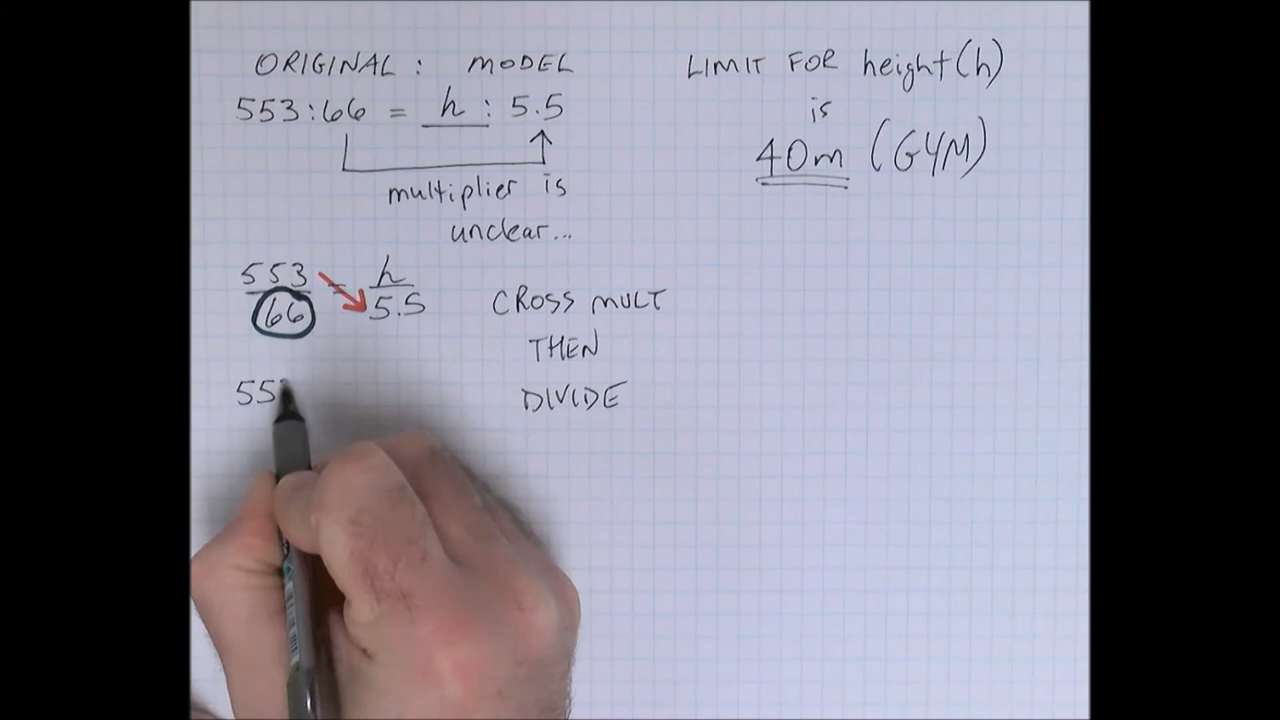 ORIGINAL : MODEL
553:66 = h : 5.5
multiplier is
unclear...
553/66 = h/5.5
CROSS MULT
THEN
DIVIDE
553
LIMIT FOR height(h)
is
40m (GYM)